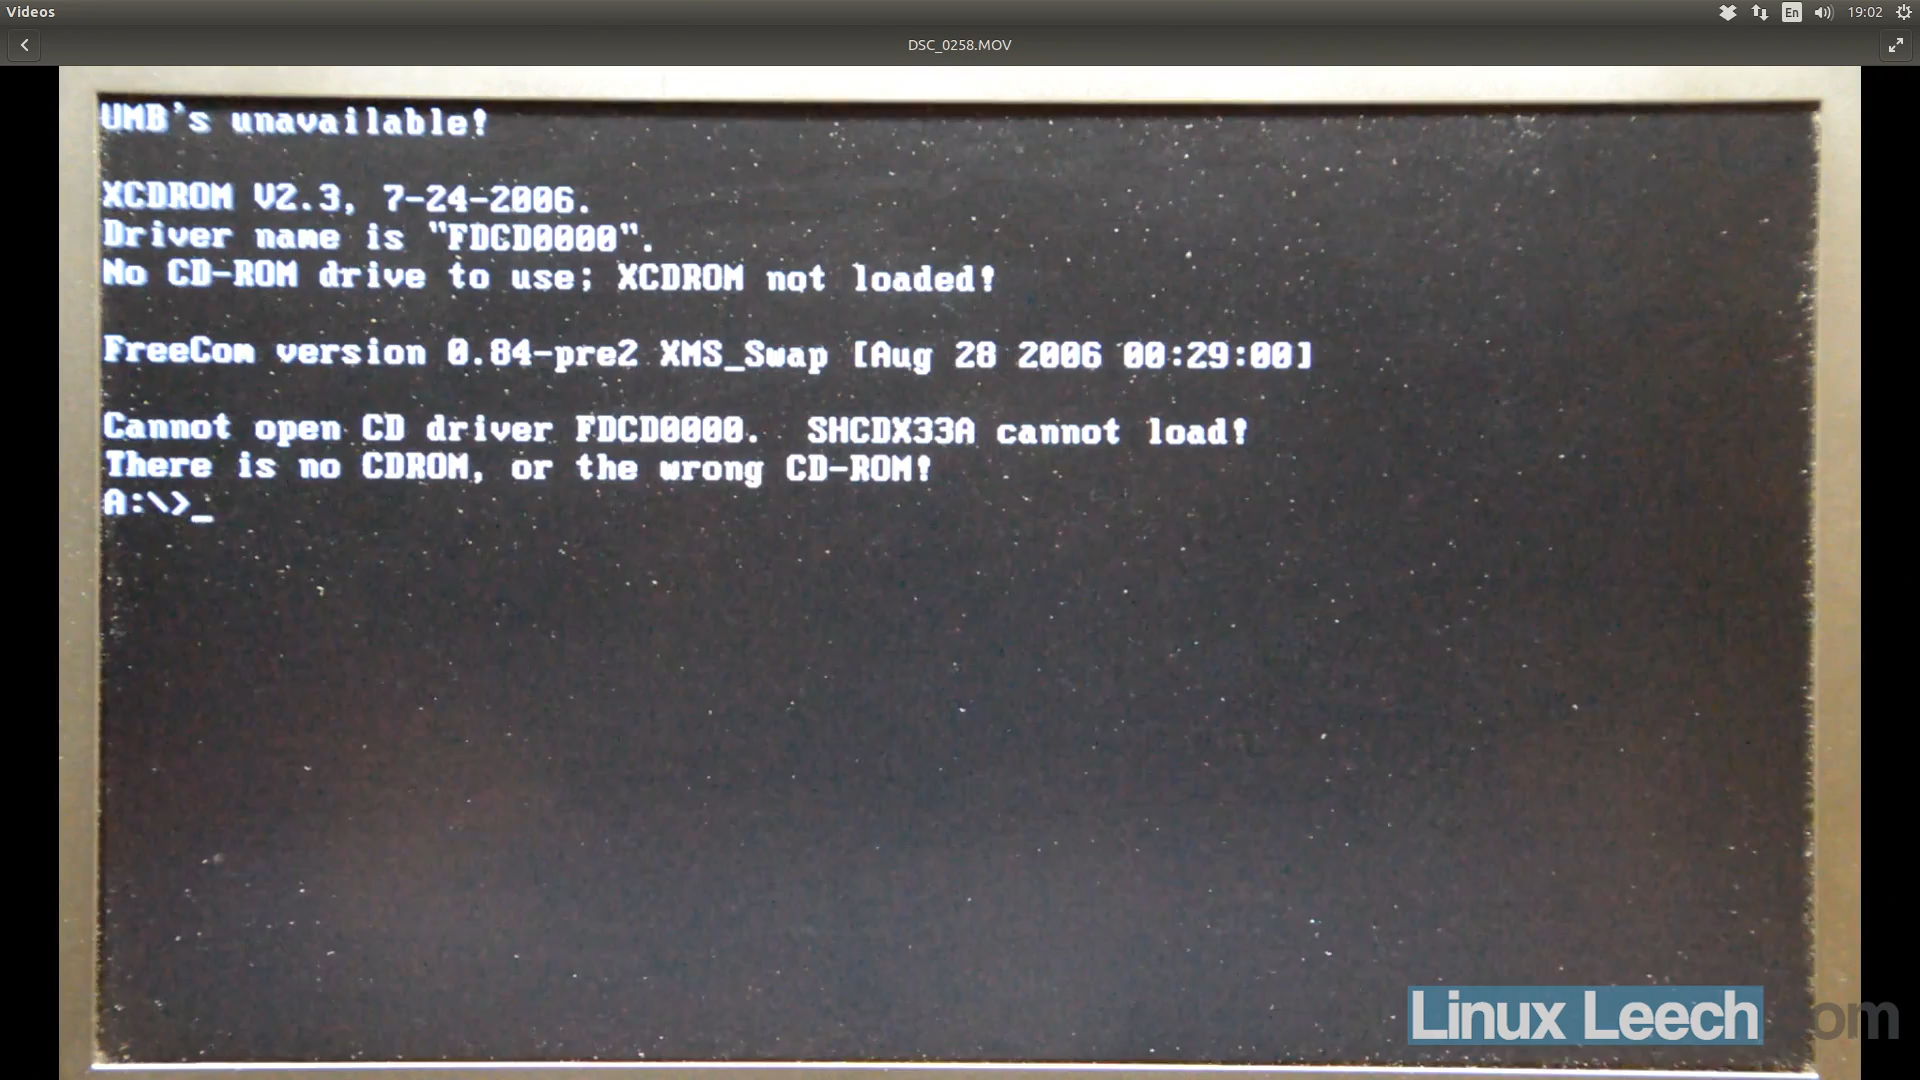 Videos
En
19:02
DSC_0258.MOV
UMB's unavailable!
XCDROM V2.3, 7-24-2006.
Driver name is "FDCD0000".
No CD-ROM drive to use; XCDROM not loaded!
FreeCom version 0.84-pre2 XMS_Swap [Aug 28 2006 00:29:00]
Cannot open CD driver FDCD0000.  SHCDX33A cannot load!
There is no CDROM, or the wrong CD-ROM!
A:\>_
Linux Leech com